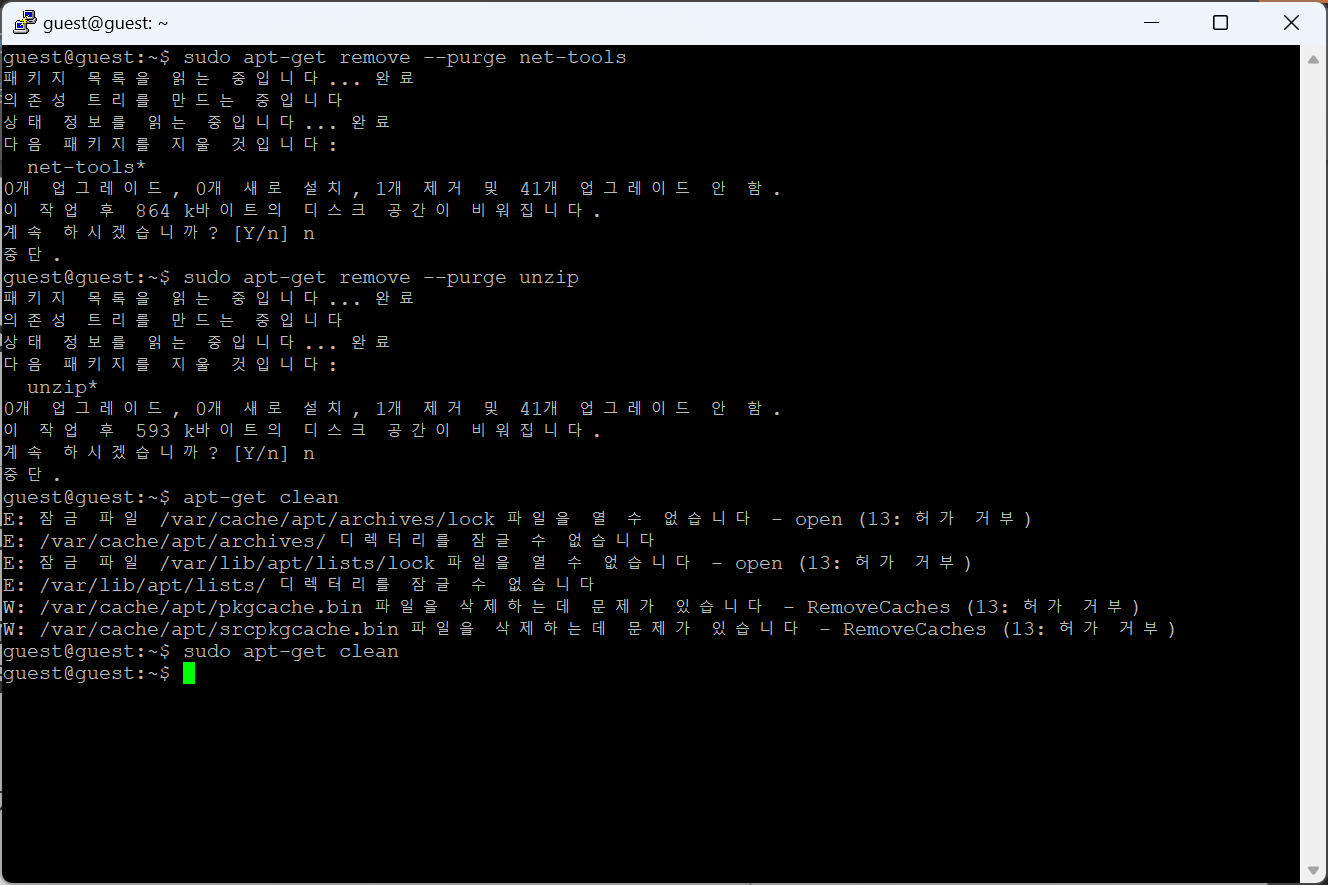 guest@guest: ~
guest@guest:~$ sudo apt-get remove --purge net-tools
패키지 목록을 읽는 중입니다... 완료
의존성 트리를 만드는 중입니다
상태 정보를 읽는 중입니다... 완료
다음 패키지를 지울 것입니다:
  net-tools*
0개 업그레이드, 0개 새로 설치, 1개 제거 및 41개 업그레이드 안 함.
이 작업 후 864 k바이트의 디스크 공간이 비워집니다.
계속 하시겠습니까? [Y/n] n
중단.
guest@guest:~$ sudo apt-get remove --purge unzip
패키지 목록을 읽는 중입니다... 완료
의존성 트리를 만드는 중입니다
상태 정보를 읽는 중입니다... 완료
다음 패키지를 지울 것입니다:
  unzip*
0개 업그레이드, 0개 새로 설치, 1개 제거 및 41개 업그레이드 안 함.
이 작업 후 593 k바이트의 디스크 공간이 비워집니다.
계속 하시겠습니까? [Y/n] n
중단.
guest@guest:~$ apt-get clean
E: 잠금 파일 /var/cache/apt/archives/lock 파일을 열 수 없습니다 - open (13: 허가 거부)
E: /var/cache/apt/archives/ 디렉터리를 잠글 수 없습니다
E: 잠금 파일 /var/lib/apt/lists/lock 파일을 열 수 없습니다 - open (13: 허가 거부)
E: /var/lib/apt/lists/ 디렉터리를 잠글 수 없습니다
W: /var/cache/apt/pkgcache.bin 파일을 삭제하는데 문제가 있습니다 - RemoveCaches (13: 허가 거부)
W: /var/cache/apt/srcpkgcache.bin 파일을 삭제하는데 문제가 있습니다 - RemoveCaches (13: 허가 거부)
guest@guest:~$ sudo apt-get clean
guest@guest:~$